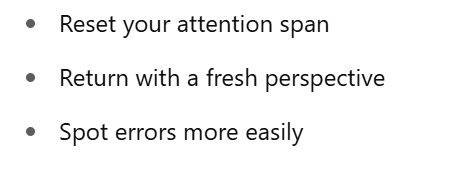 • Reset your attention span
• Return with a fresh perspective
• Spot errors more easily